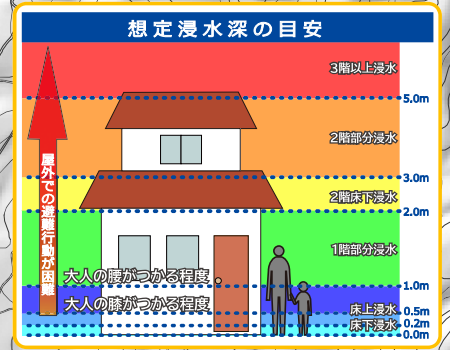 想定浸水深の目安
3階以上浸水
5.0m
2階部分浸水
3.0m
2階床下浸水
2.0m
屋外での避難行動が困難
1階部分浸水
大人の腰がつかる程度
1.0m
大人の膝がつかる程度
床上浸水
0.5m
床下浸水
0.2m
0.0m